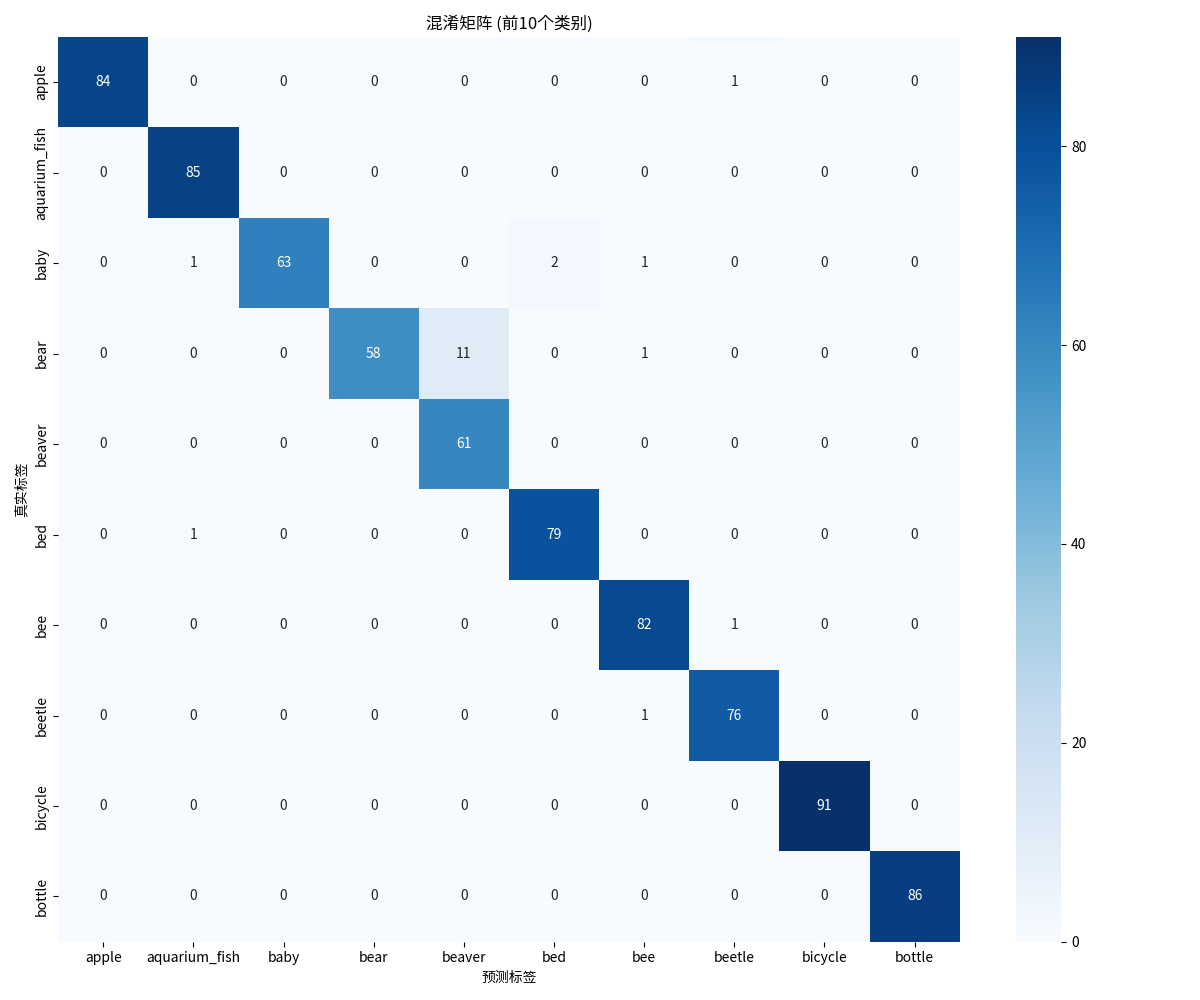 混淆矩阵 (前10个类别)
apple 84 0 0 0 0 0 0 1 0 0
aquarium_fish 0 85 0 0 0 0 0 0 0 0
baby 0 1 63 0 0 2 1 0 0 0
bear 0 0 0 58 11 0 1 0 0 0
beaver 0 0 0 0 61 0 0 0 0 0
bed 0 1 0 0 0 79 0 0 0 0
bee 0 0 0 0 0 0 82 1 0 0
beetle 0 0 0 0 0 0 1 76 0 0
bicycle 0 0 0 0 0 0 0 0 91 0
bottle 0 0 0 0 0 0 0 0 0 86
真实标签
apple aquarium_fish baby bear beaver bed bee beetle bicycle bottle
预测标签
80
60
40
20
0